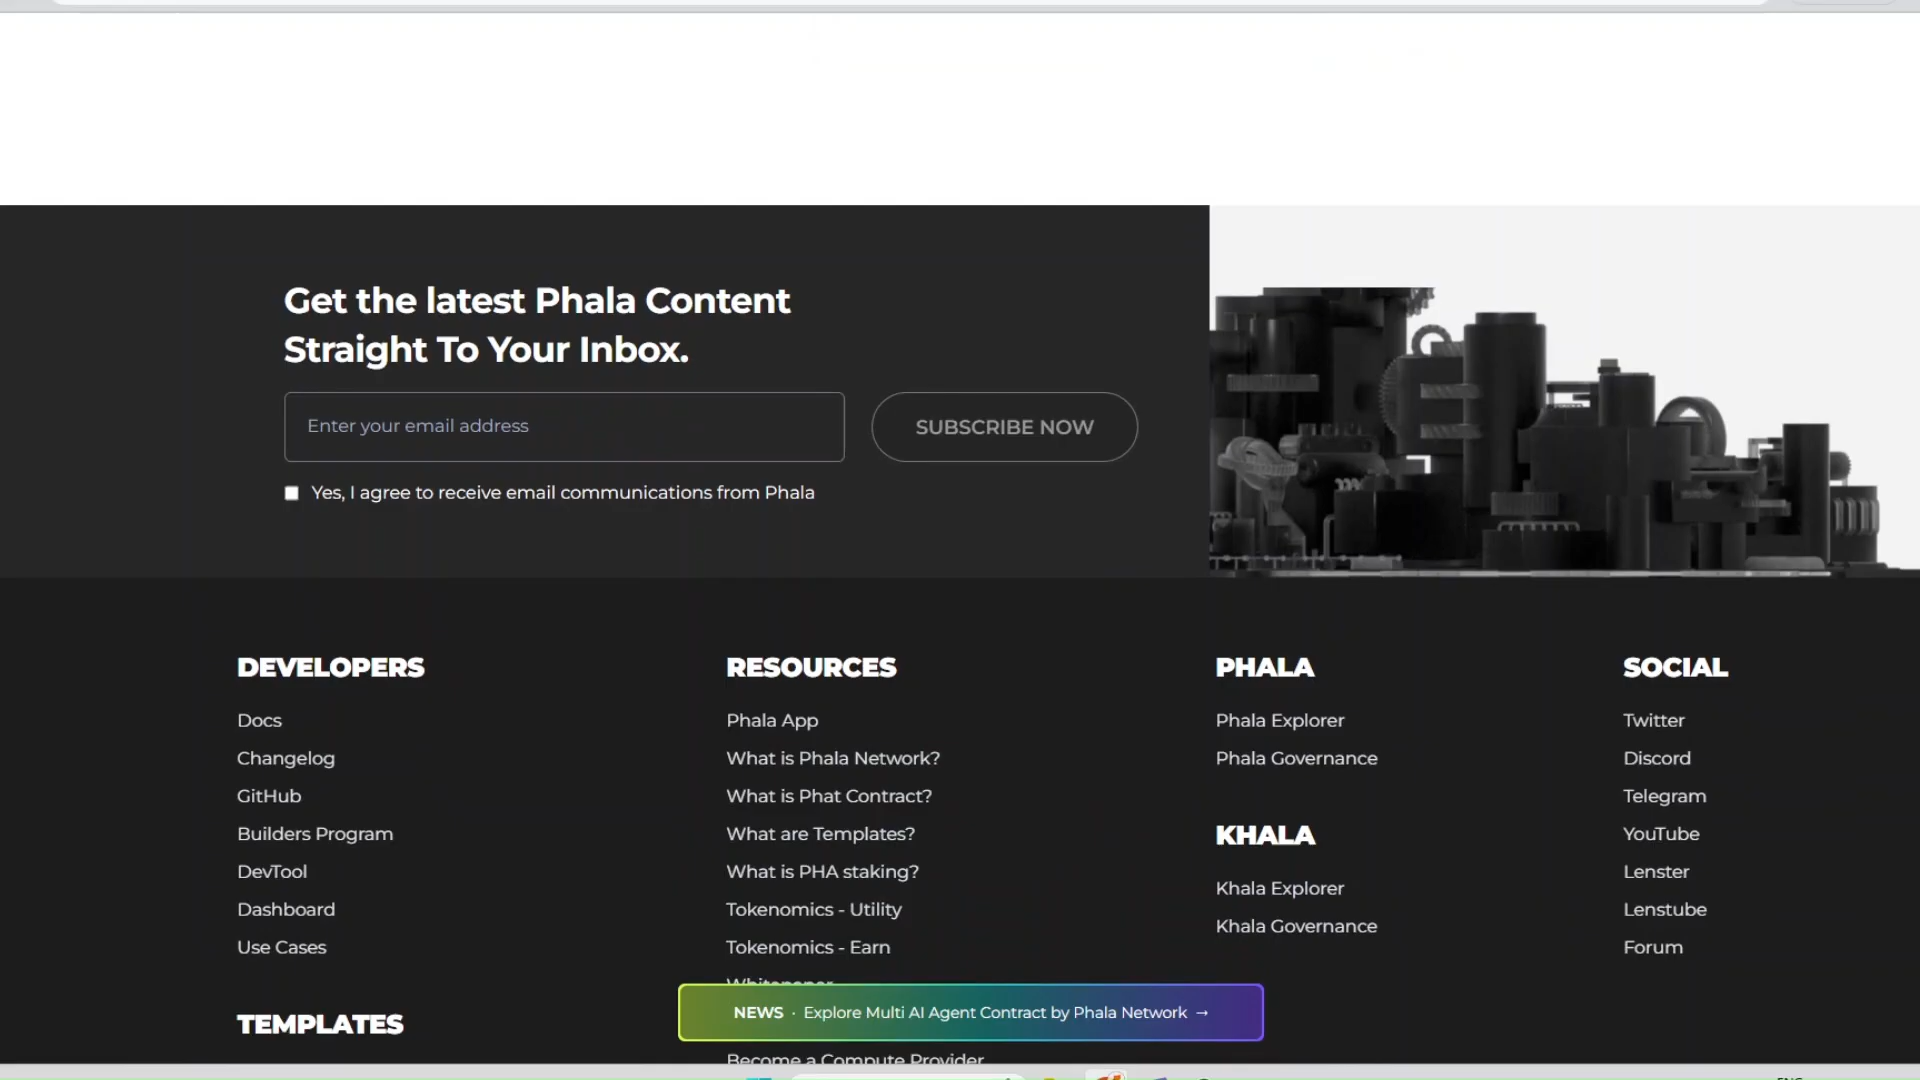 Get the latest Phala Content
Straight To Your Inbox.
Enter your email address
SUBSCRIBE NOW
Yes, I agree to receive email communications from Phala
DEVELOPERS
Docs
Changelog
GitHub
Builders Program
DevTool
Dashboard
Use Cases
TEMPLATES
RESOURCES
Phala App
What is Phala Network?
What is Phat Contract?
What are Templates?
What is PHA staking?
Tokenomics - Utility
Tokenomics - Earn
Whitepaper
Become a Compute Provider
PHALA
Phala Explorer
Phala Governance
KHALA
Khala Explorer
Khala Governance
SOCIAL
Twitter
Discord
Telegram
YouTube
Lenster
Lenstube
Forum
NEWS · Explore Multi AI Agent Contract by Phala Network →
ENG